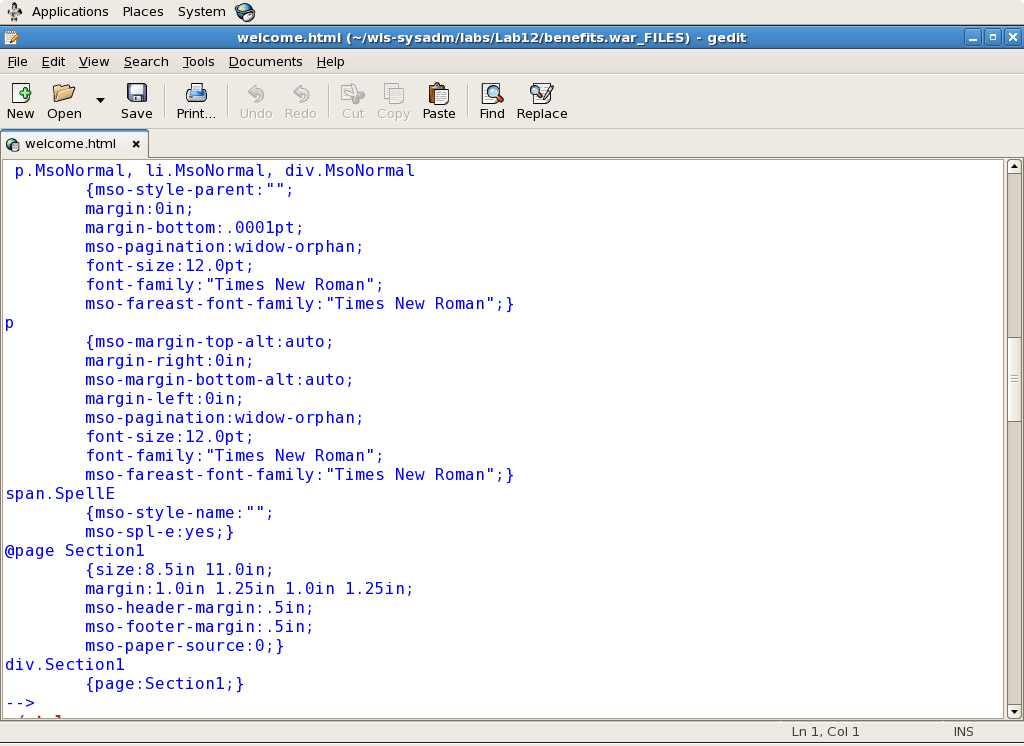 Applications Places System
welcome.html (~/wls-sysadm/labs/Lab12/benefits.war_FILES) - gedit
File Edit View Search Tools Documents Help
New Open Save Print... Undo Redo Cut Copy Paste Find Replace
welcome.html
p.MsoNormal, li.MsoNormal, div.MsoNormal
{mso-style-parent:"";
margin:0in;
margin-bottom:.0001pt;
mso-pagination:widow-orphan;
font-size:12.0pt;
font-family:"Times New Roman";
mso-fareast-font-family:"Times New Roman";}
p
{mso-margin-top-alt:auto;
margin-right:0in;
mso-margin-bottom-alt:auto;
margin-left:0in;
mso-pagination:widow-orphan;
font-size:12.0pt;
font-family:"Times New Roman";
mso-fareast-font-family:"Times New Roman";}
span.SpellE
{mso-style-name:"";
mso-spl-e:yes;}
@page Section1
{size:8.5in 11.0in;
margin:1.0in 1.25in 1.0in 1.25in;
mso-header-margin:.5in;
mso-footer-margin:.5in;
mso-paper-source:0;}
div.Section1
{page:Section1;}
-->
Ln 1, Col 1 INS